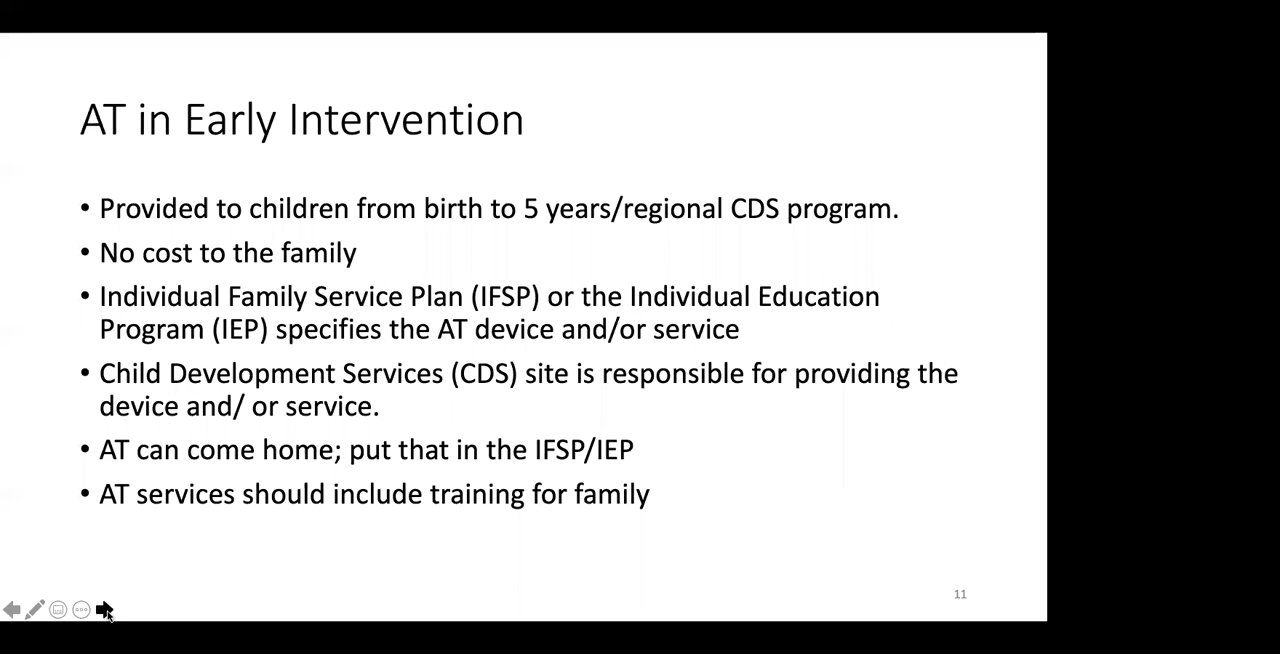 AT in Early Intervention
• Provided to children from birth to 5 years/regional CDS program.
• No cost to the family
• Individual Family Service Plan (IFSP) or the Individual Education
Program (IEP) specifies the AT device and/or service
• Child Development Services (CDS) site is responsible for providing the
device and/ or service.
• AT can come home; put that in the IFSP/IEP
• AT services should include training for family
11